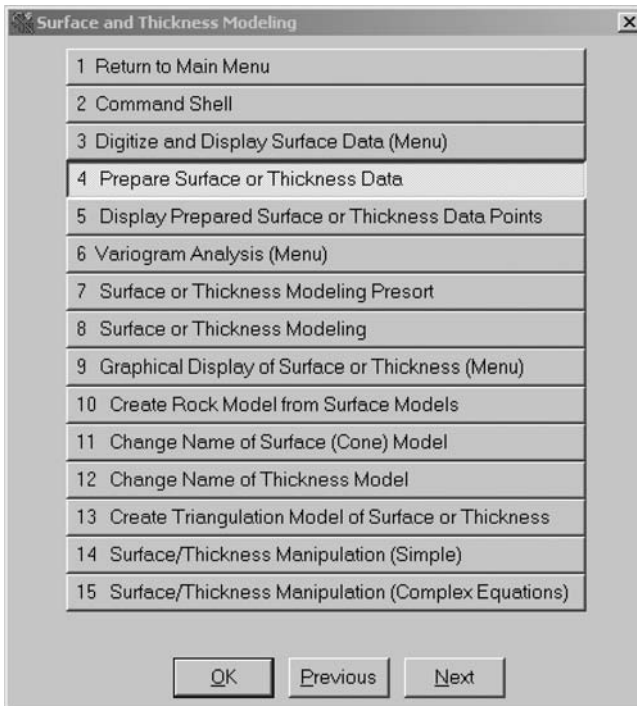 Surface and Thickness Modeling
1 Return to Main Menu
2 Command Shell
3 Digitize and Display Surface Data (Menu)
4 Prepare Surface or Thickness Data
5 Display Prepared Surface or Thickness Data Points
6 Variogram Analysis (Menu)
7 Surface or Thickness Modeling Presort
8 Surface or Thickness Modeling
9 Graphical Display of Surface or Thickness (Menu)
10 Create Rock Model from Surface Models
11 Change Name of Surface (Cone) Model
12 Change Name of Thickness Model
13 Create Triangulation Model of Surface or Thickness
14 Surface/Thickness Manipulation (Simple)
15 Surface/Thickness Manipulation (Complex Equations)
OK Previous Next